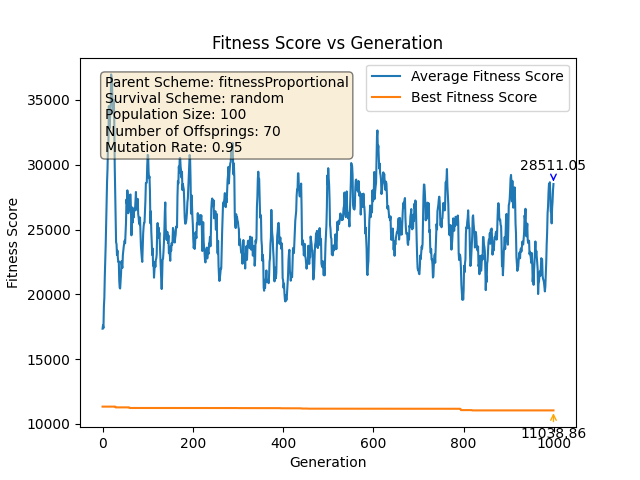 Fitness Score vs Generation
Parent Scheme: fitnessProportional
Survival Scheme: random
Population Size: 100
Number of Offsprings: 70
Mutation Rate: 0.95
Average Fitness Score
Best Fitness Score
28511.05
11038.86
Fitness Score
35000
30000
25000
20000
15000
10000
0
200
400
600
800
1000
Generation